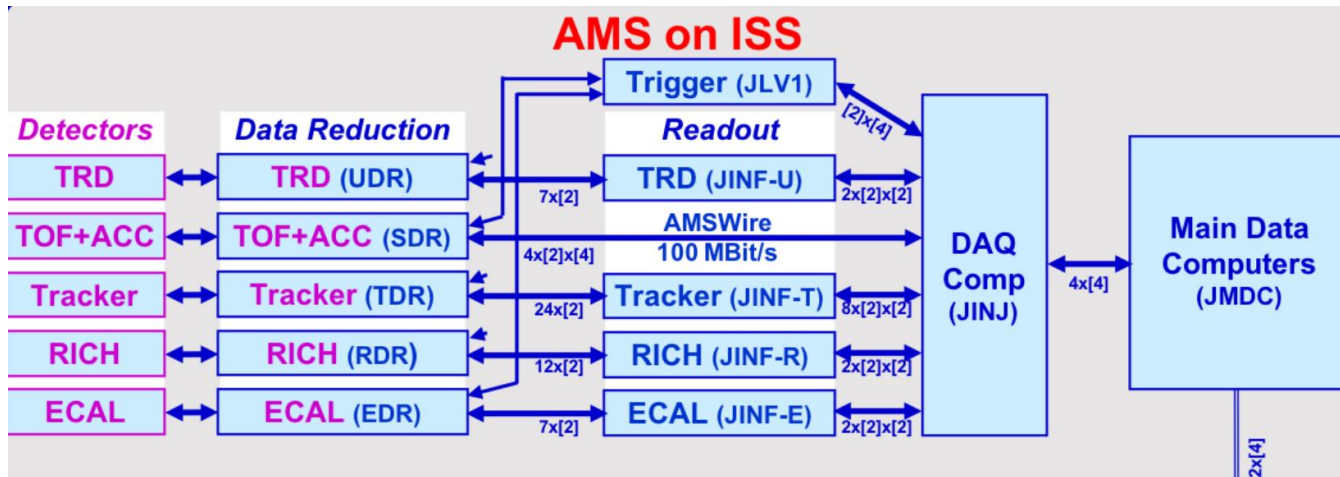 AMS on ISS
Trigger (JLV1)
[2]x[4]
Detectors
Data Reduction
Readout
TRD
TRD (UDR)
7x[2]
TRD (JINF-U)
2x[2]x[2]
TOF+ACC
TOF+ACC (SDR)
4x[2]x[4]
AMSWire
100 MBit/s
Tracker
Tracker (TDR)
24x[2]
Tracker (JINF-T)
8x[2]x[2]
RICH
RICH (RDR)
12x[2]
RICH (JINF-R)
2x[2]x[2]
ECAL
ECAL (EDR)
7x[2]
ECAL (JINF-E)
2x[2]x[2]
DAQ
Comp
(JINJ)
4x[4]
Main Data
Computers
(JMDC)
2x[4]